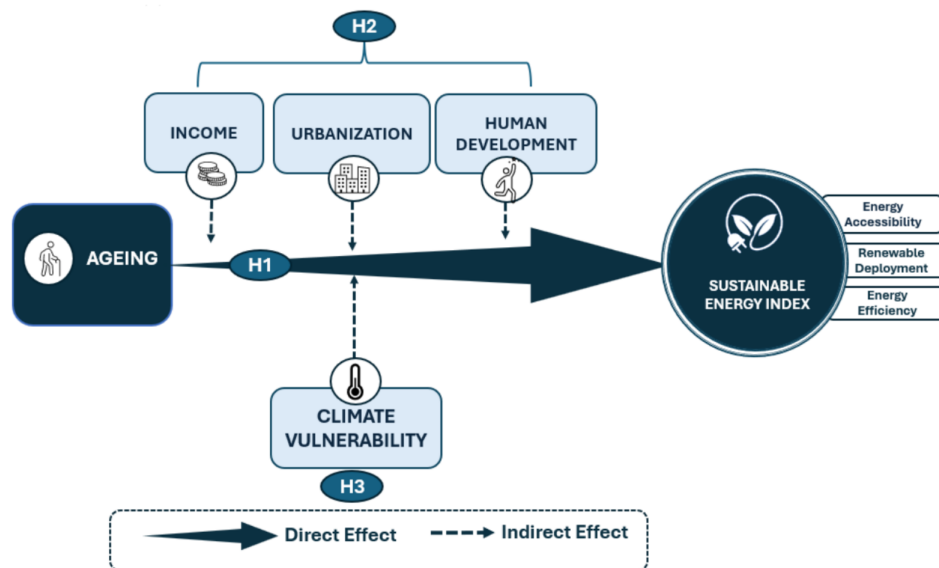 H2
INCOME
URBANIZATION
HUMAN
DEVELOPMENT
AGEING
H1
SUSTAINABLE
ENERGY INDEX
Energy
Accessibility
Renewable
Deployment
Energy
Efficiency
CLIMATE
VULNERABILITY
H3
Direct Effect
Indirect Effect